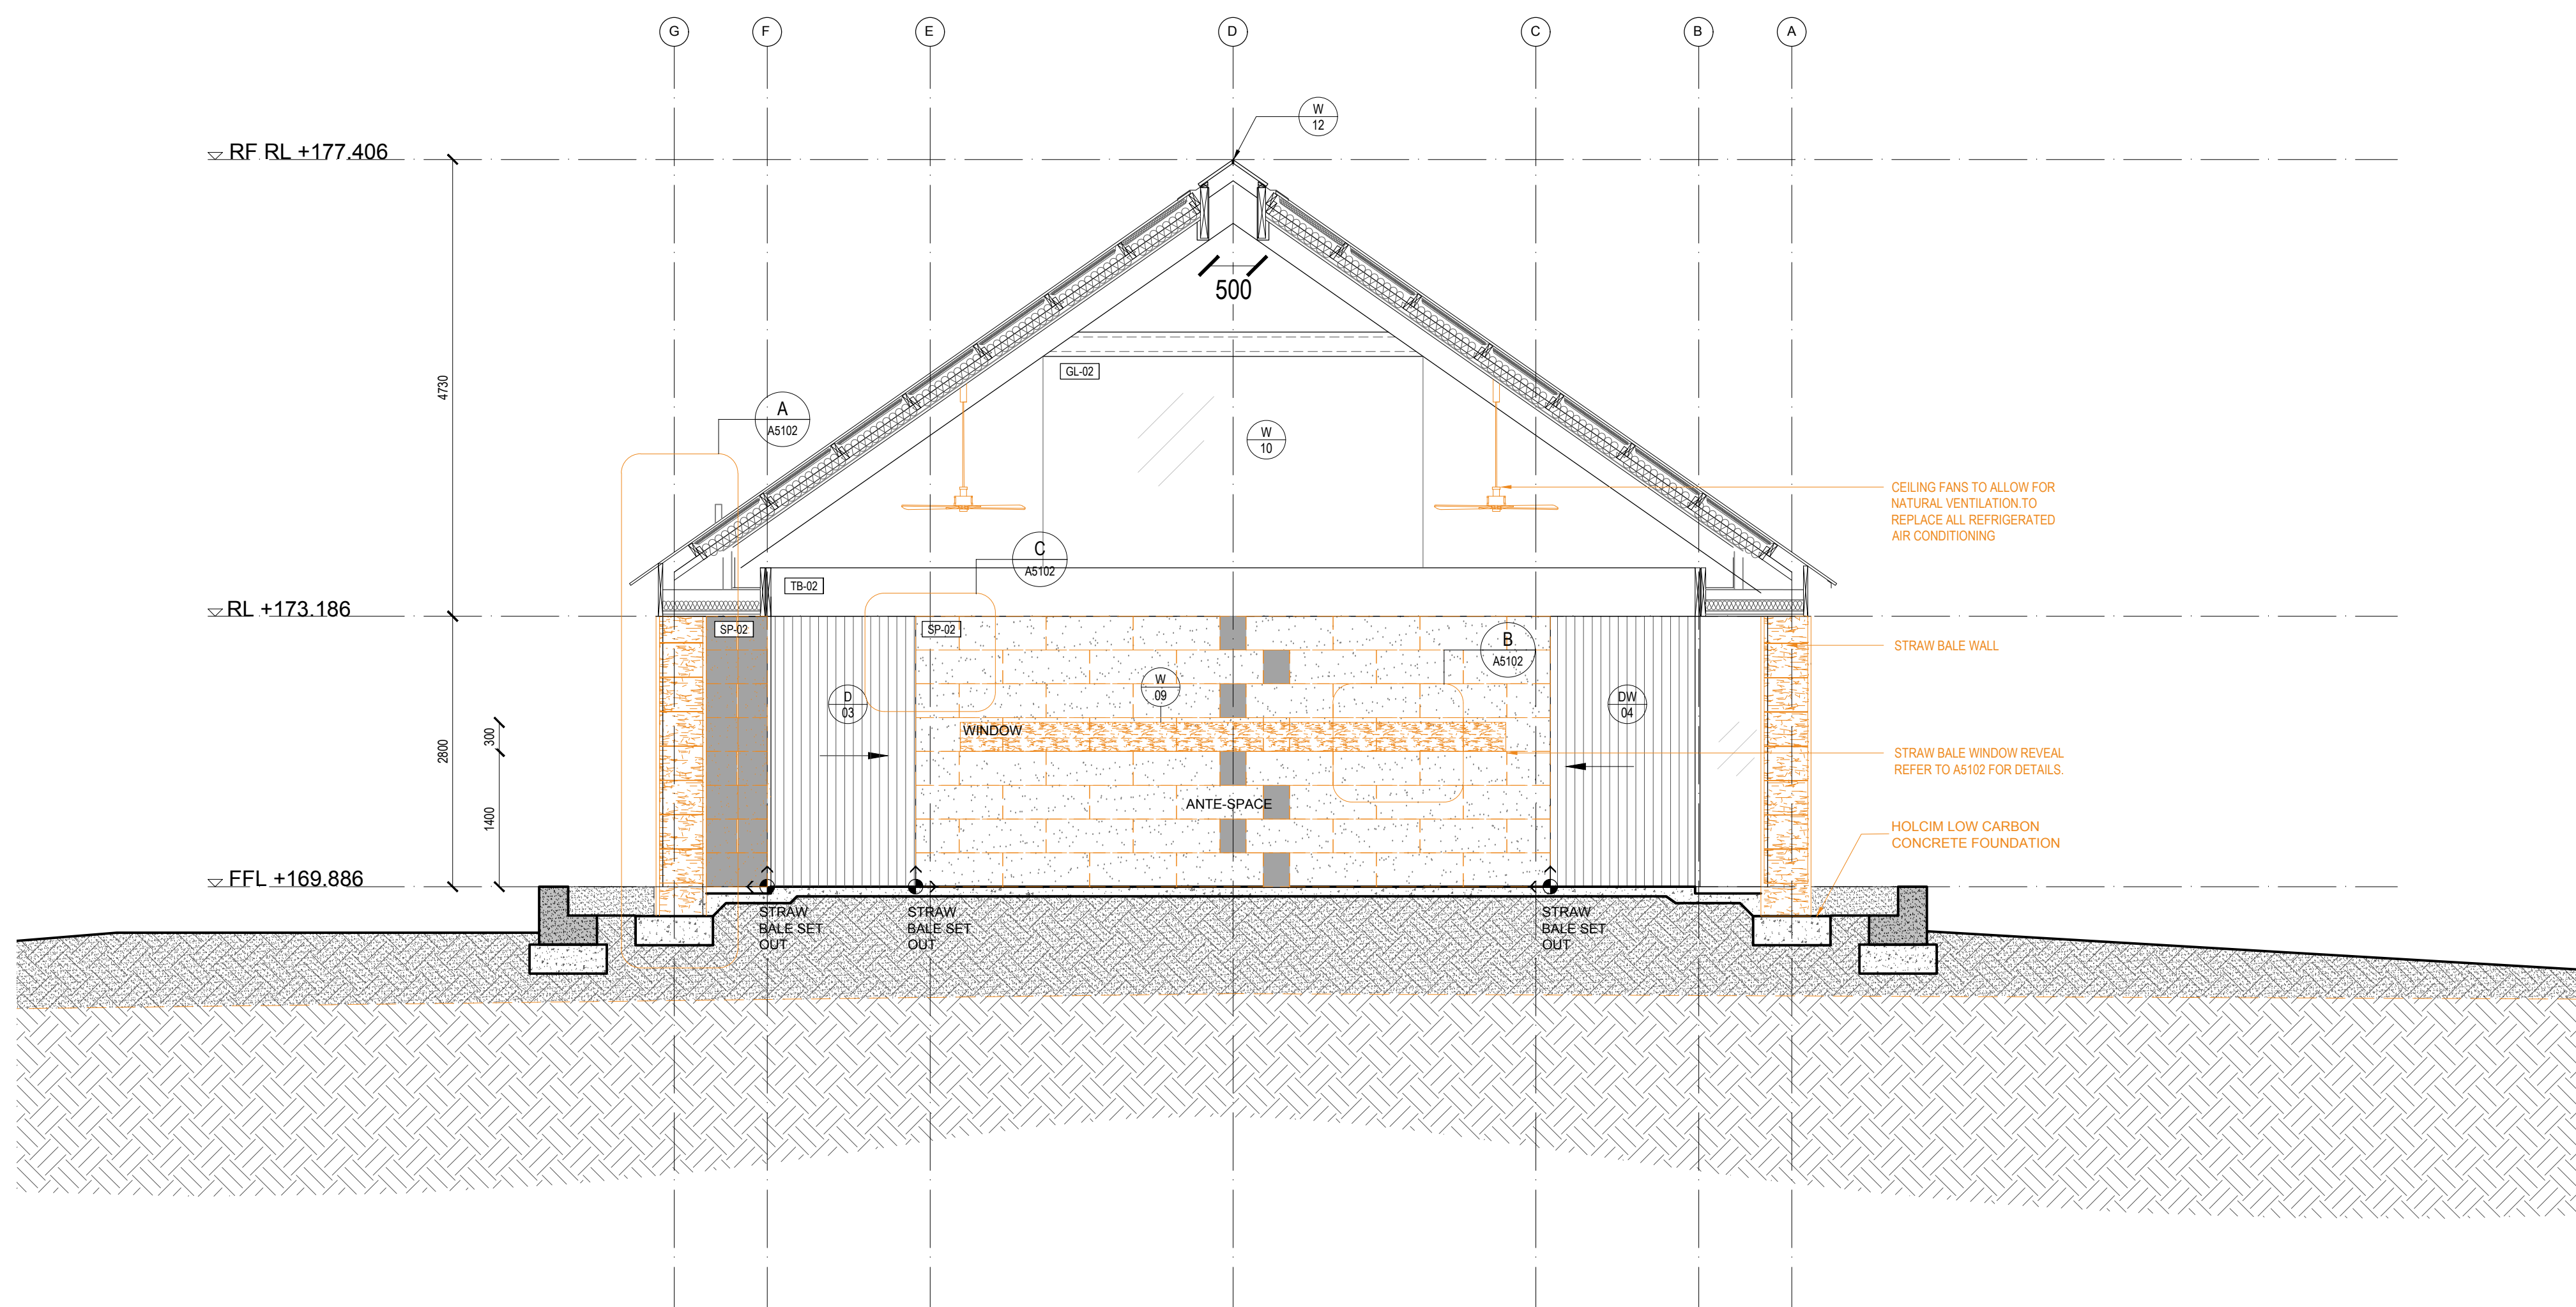 G
F
E
D
C
B
A
W
12
RF RL +177.406
500
4730
GL-02
A
A5102
W
10
CEILING FANS TO ALLOW FOR
NATURAL VENTILATION.TO
REPLACE ALL REFRIGERATED
AIR CONDITIONING
C
A5102
TB-02
RL +173.186
SP-02
SP-02
B
A5102
STRAW BALE WALL
D
03
W
09
DW
04
WINDOW
300
2800
STRAW BALE WINDOW REVEAL
REFER TO A5102 FOR DETAILS.
ANTE-SPACE
1400
HOLCIM LOW CARBON
CONCRETE FOUNDATION
FFL +169.886
STRAW
BALE SET
OUT
STRAW
BALE SET
OUT
STRAW
BALE SET
OUT